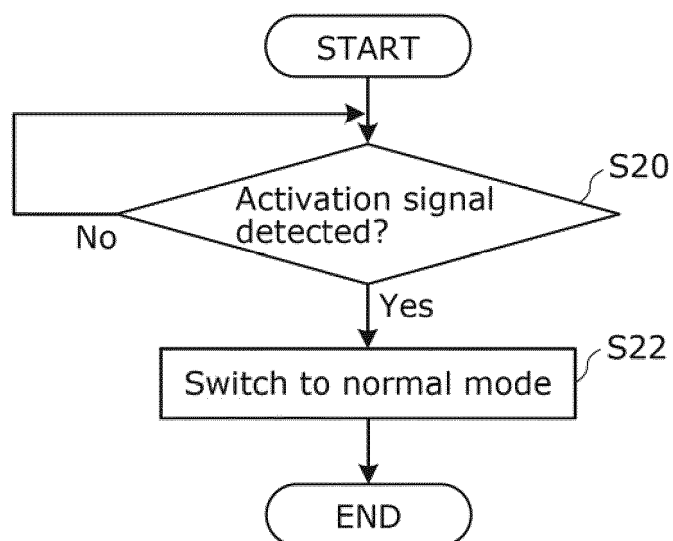 START
S20
Activation signal
detected?
No
Yes
S22
Switch to normal mode
END